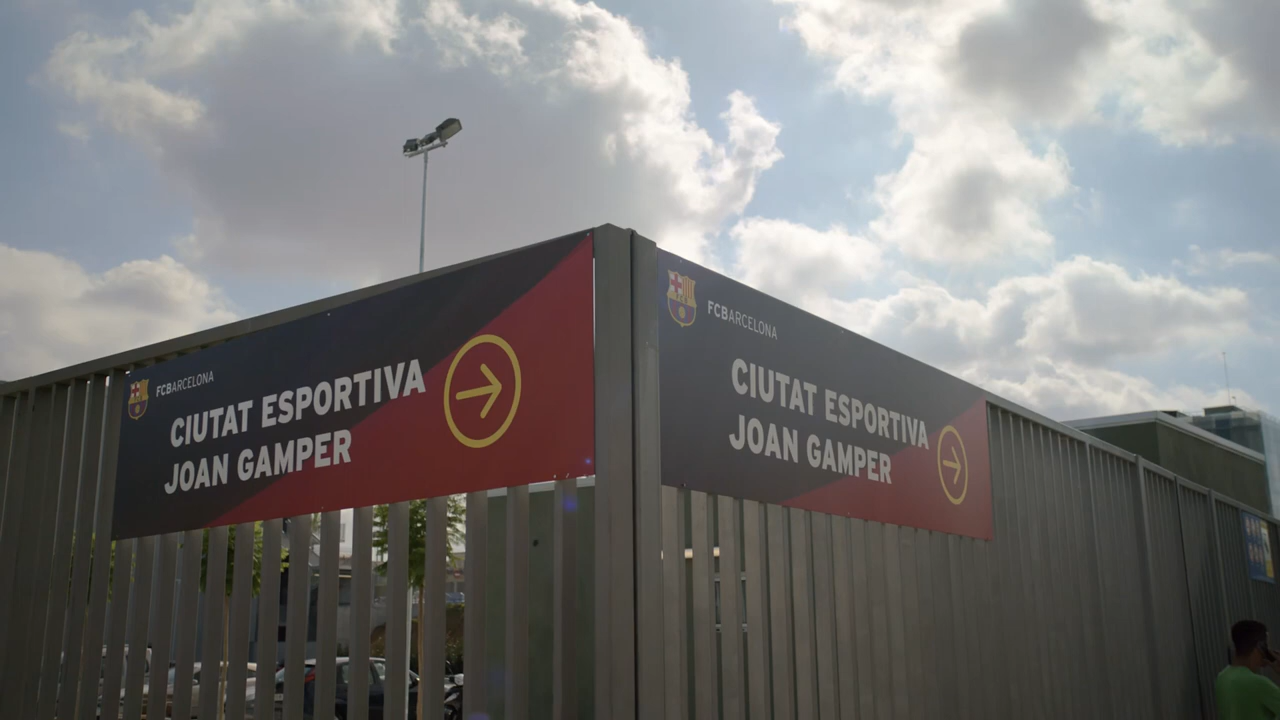 FCBARCELONA
CIUTAT ESPORTIVA
JOAN GAMPER
FCBARCELONA
CIUTAT ESPORTIVA
JOAN GAMPER